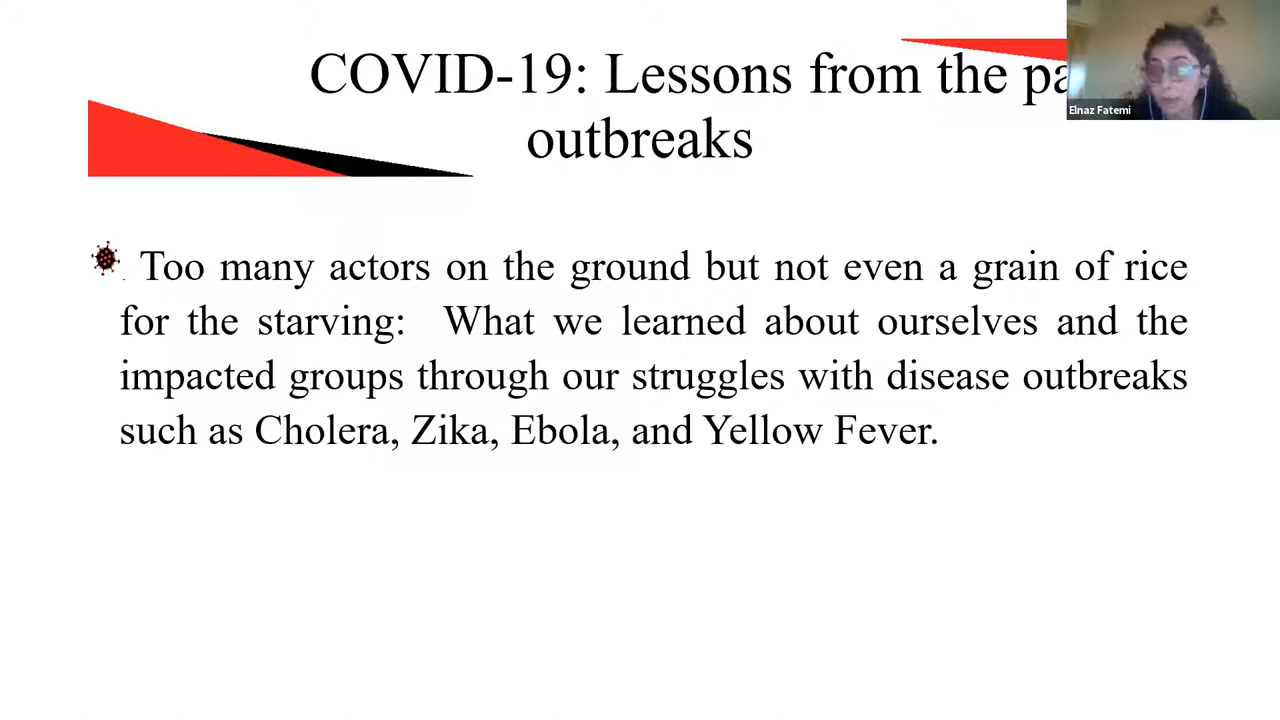 COVID-19: Lessons from the pa
outbreaks
Elnaz Fatemi
Too many actors on the ground but not even a grain of rice
for the starving: What we learned about ourselves and the
impacted groups through our struggles with disease outbreaks
such as Cholera, Zika, Ebola, and Yellow Fever.